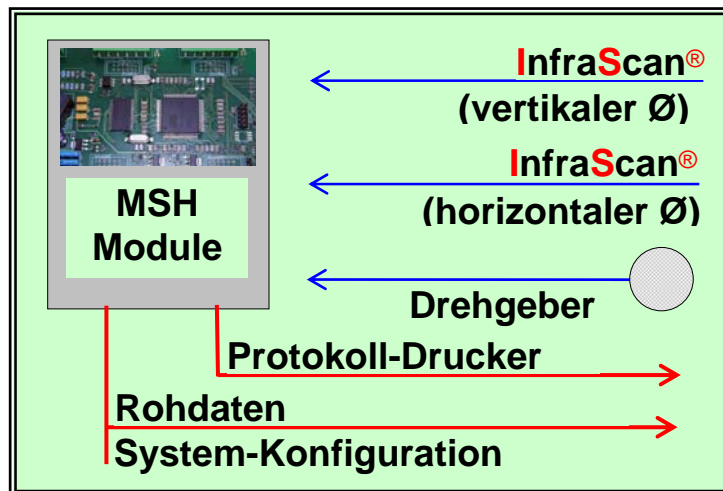 InfraScan®
(vertikaler Ø)
InfraScan®
(horizontaler Ø)
MSH
Module
Drehgeber
Protokoll-Drucker
Rohdaten
System-Konfiguration